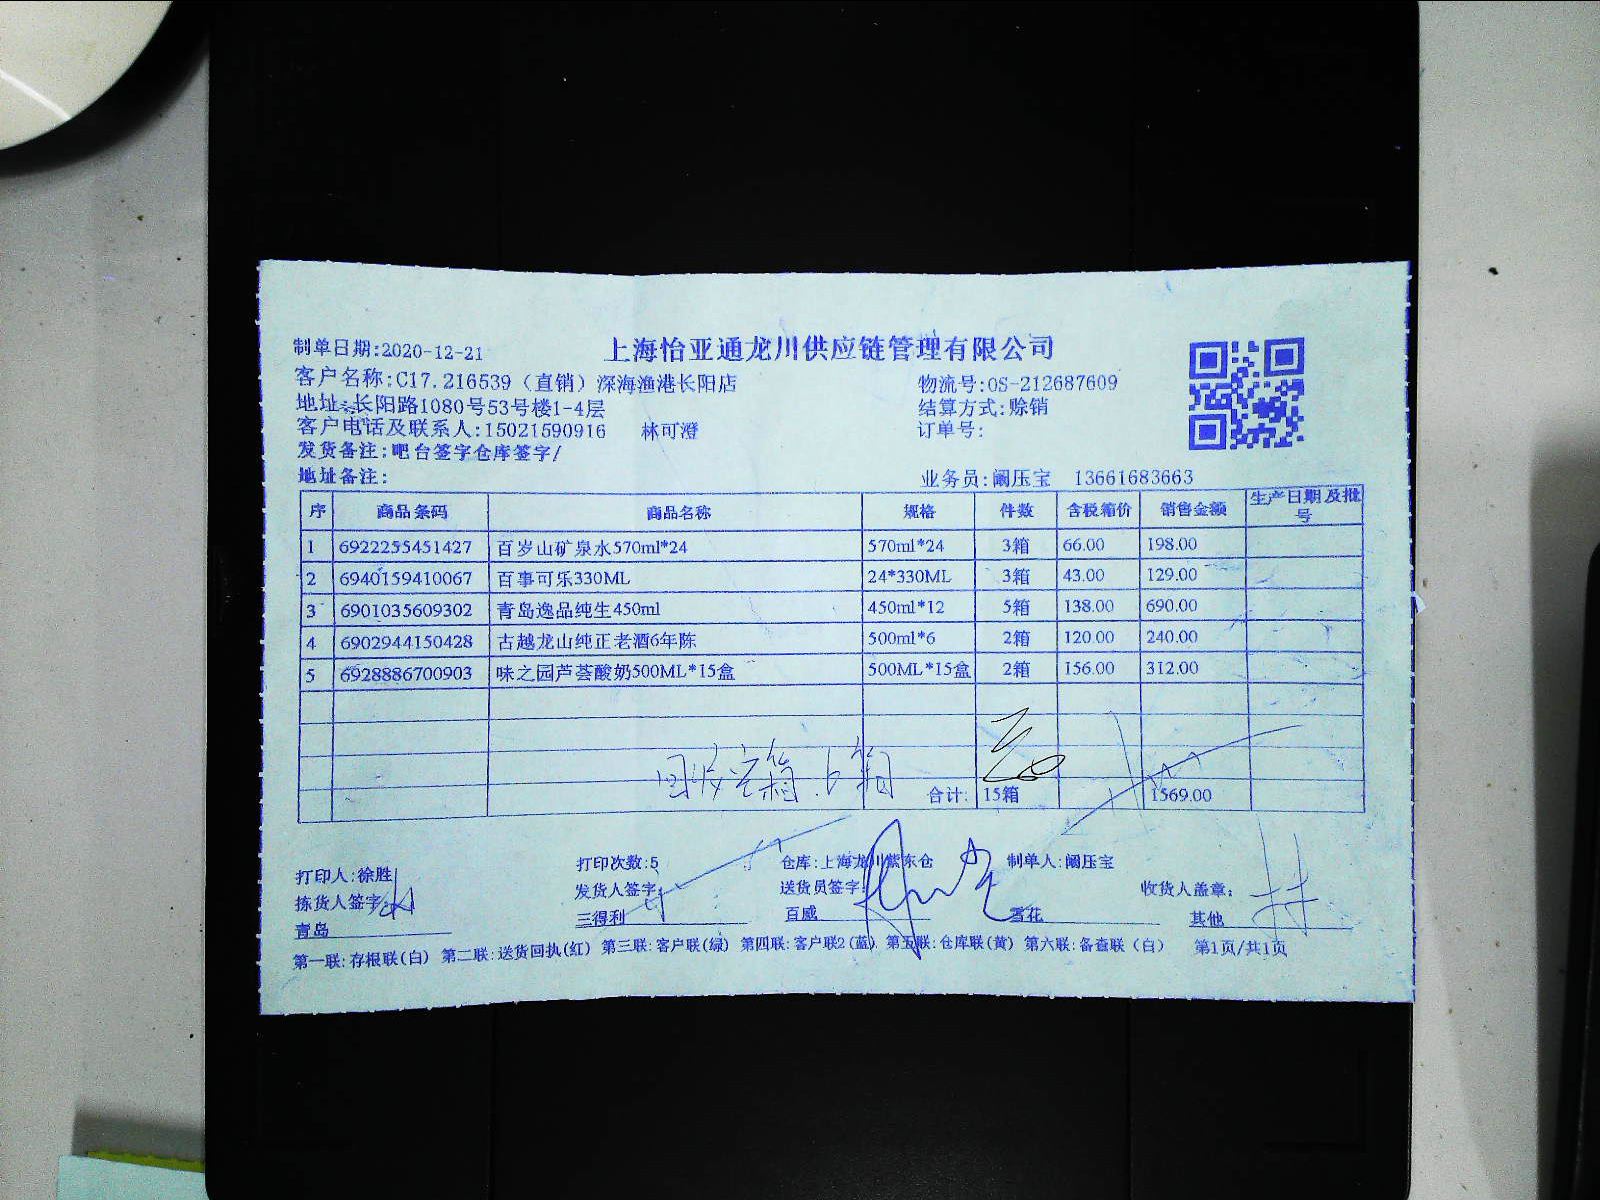 上海怡亚通龙川供应链管理有限公司
制单日期:2020-12-21
客户名称:C17.216539（直销）深海渔港长阳店 物流号:OS-212687609
地址:长阳路1080号53号楼1-4层 结算方式:赊销
客户电话及联系人:15021590916 林可澄 订单号:
发货备注:吧台签字仓库签字/
地址备注: 业务员:阚压宝 13661683663
序 商品条码 商品名称 规格 件数 含税箱价 销售金额 生产日期及批号
1 6922255451427 百岁山矿泉水570ml*24 570ml*24 3箱 66.00 198.00
2 6940159410067 百事可乐330ML 24*330ML 3箱 43.00 129.00
3 6901035609302 青岛逸品纯生450ml 450ml*12 5箱 138.00 690.00
4 6902944150428 古越龙山纯正老酒6年陈 500ml*6 2箱 120.00 240.00
5 6928886700903 味之园芦荟酸奶500ML*15盒 500ML*15盒 2箱 156.00 312.00
回收空箱.6箱
合计: 15箱 1569.00
打印人:徐胜 打印次数:5 仓库:上海龙川紫东仓 制单人:阚压宝
拣货人签字: 发货人签字: 送货员签字: 收货人盖章:
青岛 三得利 百威 雪花 其他
第一联:存根联(白) 第二联:送货回执(红) 第三联:客户联(绿) 第四联:客户联2(蓝) 第五联:仓库联(黄) 第六联:备查联（白） 第1页/共1页